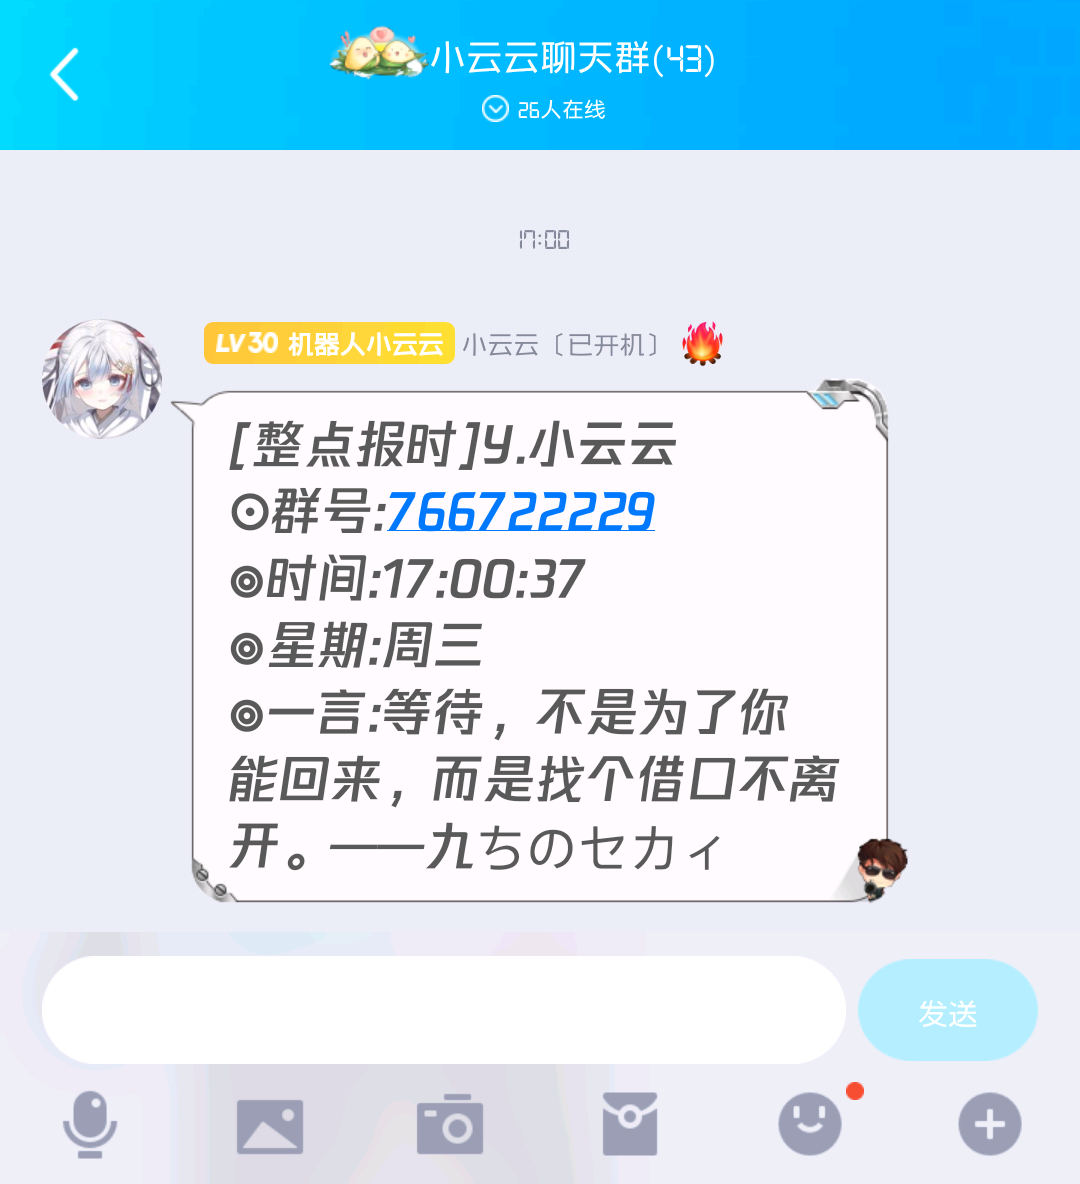 小云云聊天群(43)
26人在线
17:00
LV30 机器人小云云 小云云〔已开机〕
[整点报时]y.小云云
⊙群号:766722229
◎时间:17:00:37
◎星期:周三
◎一言:等待，不是为了你
能回来，而是找个借口不离
开。——九ちのセカィ
发送